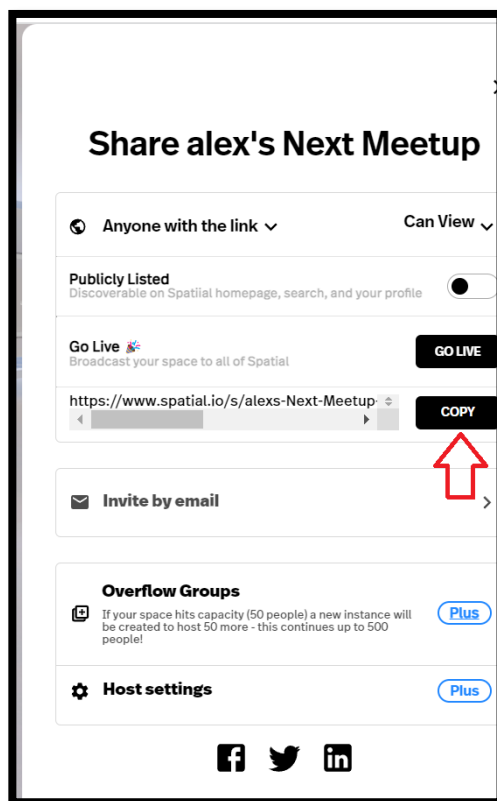 Share alex's Next Meetup
Anyone with the link
Can View
Publicly Listed
Discoverable on Spatiial homepage, search, and your profile
Go Live 🎉
GO LIVE
Broadcast your space to all of Spatial
https://www.spatial.io/s/alexs-Next-Meetup-
COPY
Invite by email
Overflow Groups
If your space hits capacity (50 people) a new instance will
be created to host 50 more - this continues up to 500
people!
Plus
Host settings
Plus